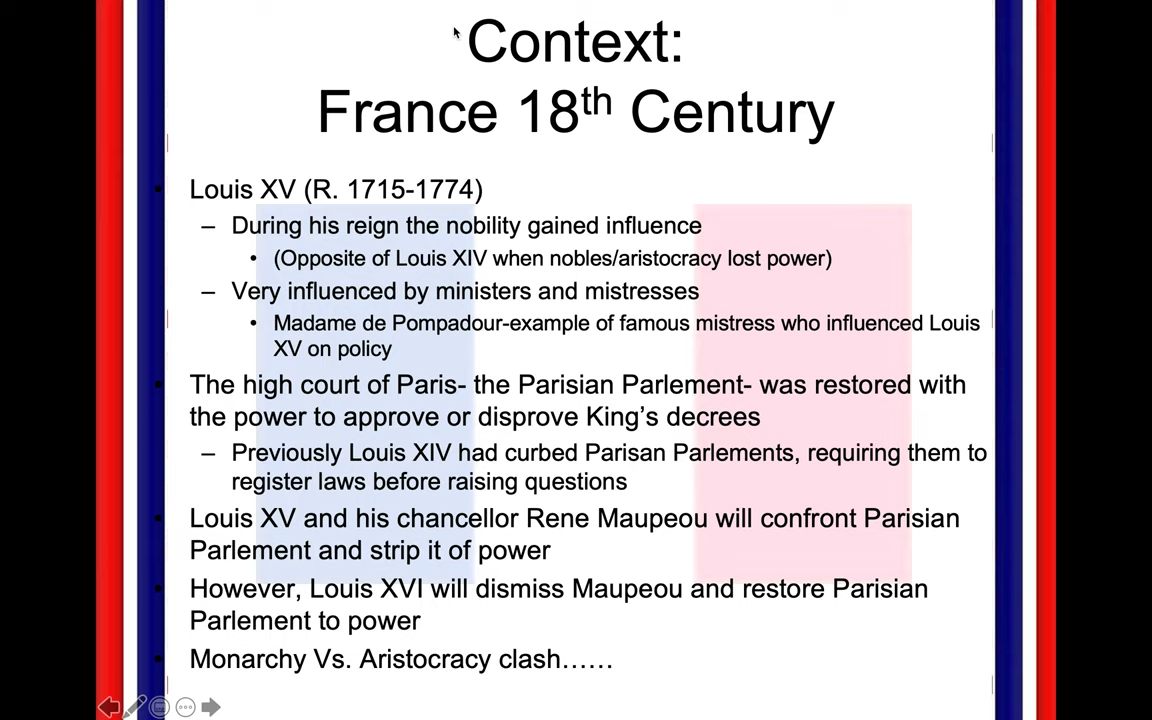 Context:
France 18th Century
• Louis XV (R. 1715-1774)
– During his reign the nobility gained influence
• (Opposite of Louis XIV when nobles/aristocracy lost power)
– Very influenced by ministers and mistresses
• Madame de Pompadour-example of famous mistress who influenced Louis
XV on policy
• The high court of Paris- the Parisian Parlement- was restored with
the power to approve or disprove King's decrees
– Previously Louis XIV had curbed Parisan Parlements, requiring them to
register laws before raising questions
• Louis XV and his chancellor Rene Maupeou will confront Parisian
Parlement and strip it of power
• However, Louis XVI will dismiss Maupeou and restore Parisian
Parlement to power
• Monarchy Vs. Aristocracy clash……